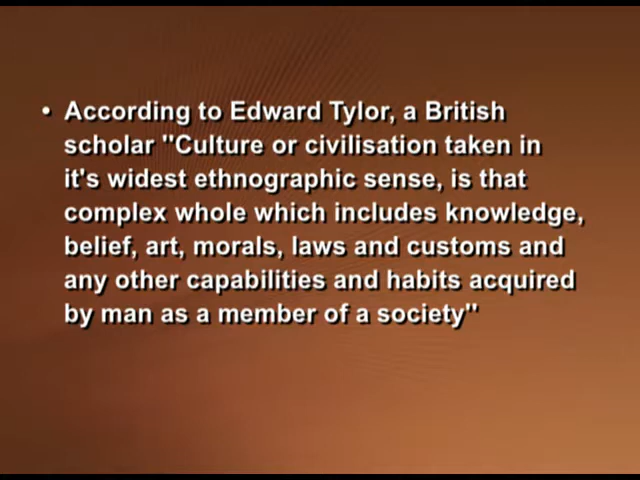 • According to Edward Tylor, a British
scholar "Culture or civilisation taken in
it's widest ethnographic sense, is that
complex whole which includes knowledge,
belief, art, morals, laws and customs and
any other capabilities and habits acquired
by man as a member of a society"